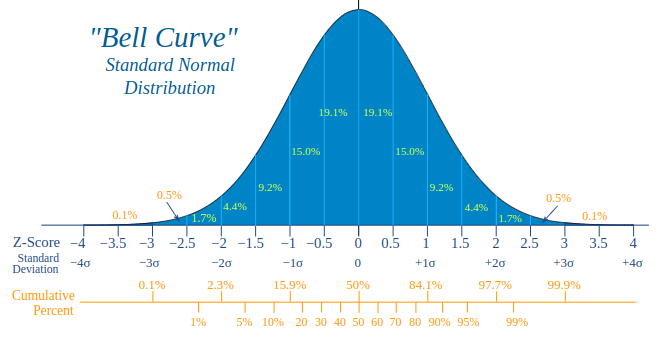 "Bell Curve"
Standard Normal
Distribution
19.1% 19.1%
15.0% 15.0%
9.2% 9.2%
0.5% 0.5%
4.4% 4.4%
0.1% 1.7% 1.7% 0.1%
Z-Score −4 −3.5 −3 −2.5 −2 −1.5 −1 −0.5 0 0.5 1 1.5 2 2.5 3 3.5 4
Standard
Deviation
−4σ −3σ −2σ −1σ 0 +1σ +2σ +3σ +4σ
0.1% 2.3% 15.9% 50% 84.1% 97.7% 99.9%
Cumulative
Percent
1% 5% 10% 20 30 40 50 60 70 80 90% 95% 99%